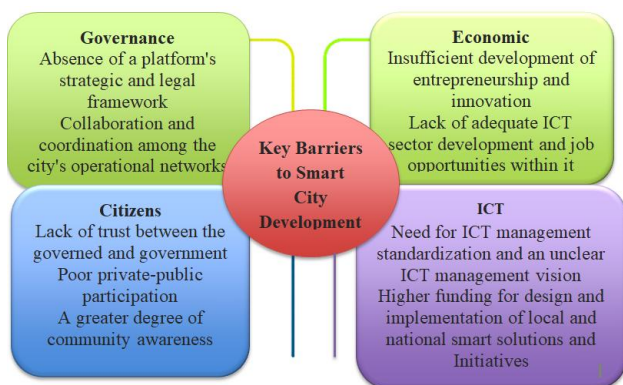 Governance
Absence of a platform's
strategic and legal
framework
Collaboration and
coordination among the
city's operational networks
Economic
Insufficient development of
entrepreneurship and
innovation
Lack of adequate ICT
sector development and job
opportunities within it
Key Barriers
to Smart
City
Development
Citizens
Lack of trust between the
governed and government
Poor private-public
participation
A greater degree of
community awareness
ICT
Need for ICT management
standardization and an unclear
ICT management vision
Higher funding for design and
implementation of local and
national smart solutions and
Initiatives